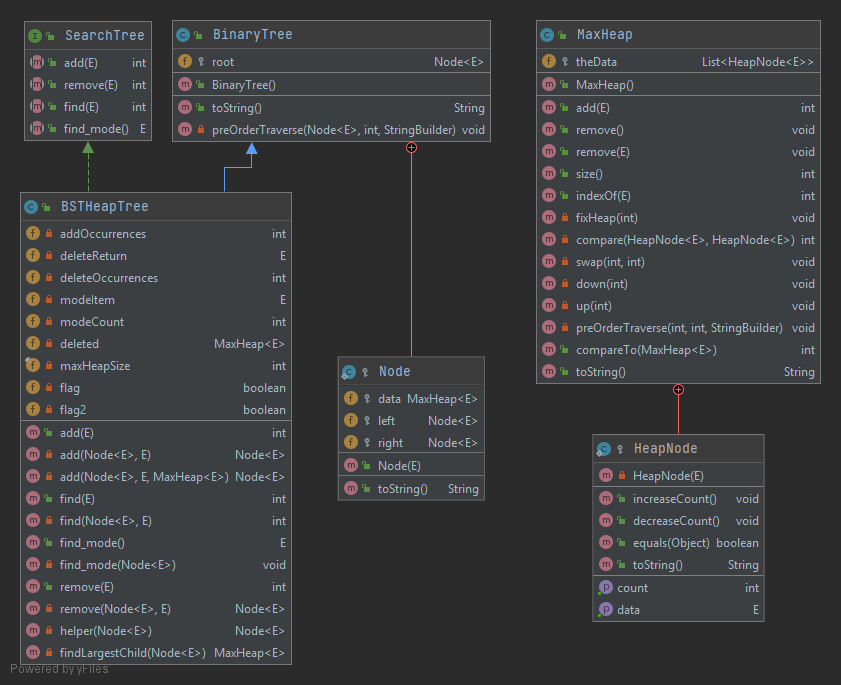 SearchTree
add(E) int
remove(E) int
find(E) int
find_mode() E
BinaryTree
root Node<E>
BinaryTree()
toString() String
preOrderTraverse(Node<E>, int, StringBuilder) void
MaxHeap
theData List<HeapNode<E>>
MaxHeap()
add(E) int
remove() void
remove(E) void
size() int
indexOf(E) int
fixHeap(int) void
compare(HeapNode<E>, HeapNode<E>) int
swap(int, int) void
down(int) void
up(int) void
preOrderTraverse(int, int, StringBuilder) void
compareTo(MaxHeap<E>) int
toString() String
BSTHeapTree
addOccurrences int
deleteReturn E
deleteOccurrences int
modeItem E
modeCount int
deleted MaxHeap<E>
maxHeapSize int
flag boolean
flag2 boolean
add(E) int
add(Node<E>, E) Node<E>
add(Node<E>, E, MaxHeap<E>) Node<E>
find(E) int
find(Node<E>, E) int
find_mode() E
find_mode(Node<E>) void
remove(E) int
remove(Node<E>, E) Node<E>
helper(Node<E>) Node<E>
findLargestChild(Node<E>) MaxHeap<E>
Node
data MaxHeap<E>
left Node<E>
right Node<E>
Node(E)
toString() String
HeapNode
HeapNode(E)
increaseCount() void
decreaseCount() void
equals(Object) boolean
toString() String
count int
data E
Powered by yFiles